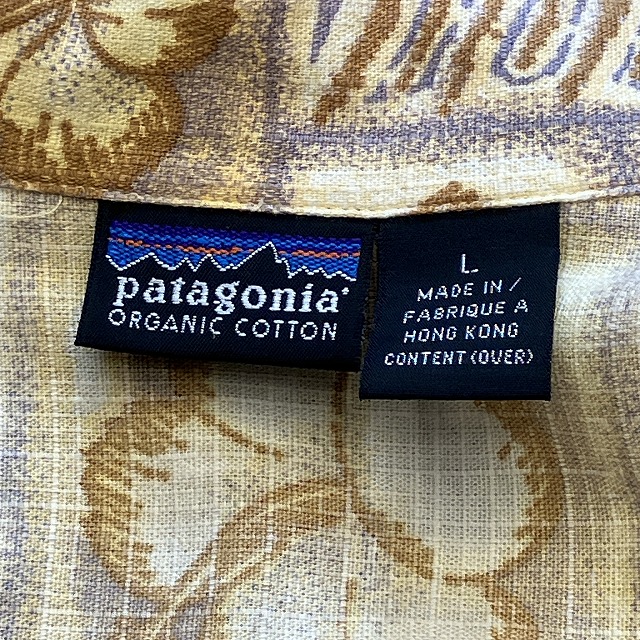 patagonia
ORGANIC COTTON
L
MADE IN /
FABRIQUE A
HONG KONG
CONTENT (OVER)